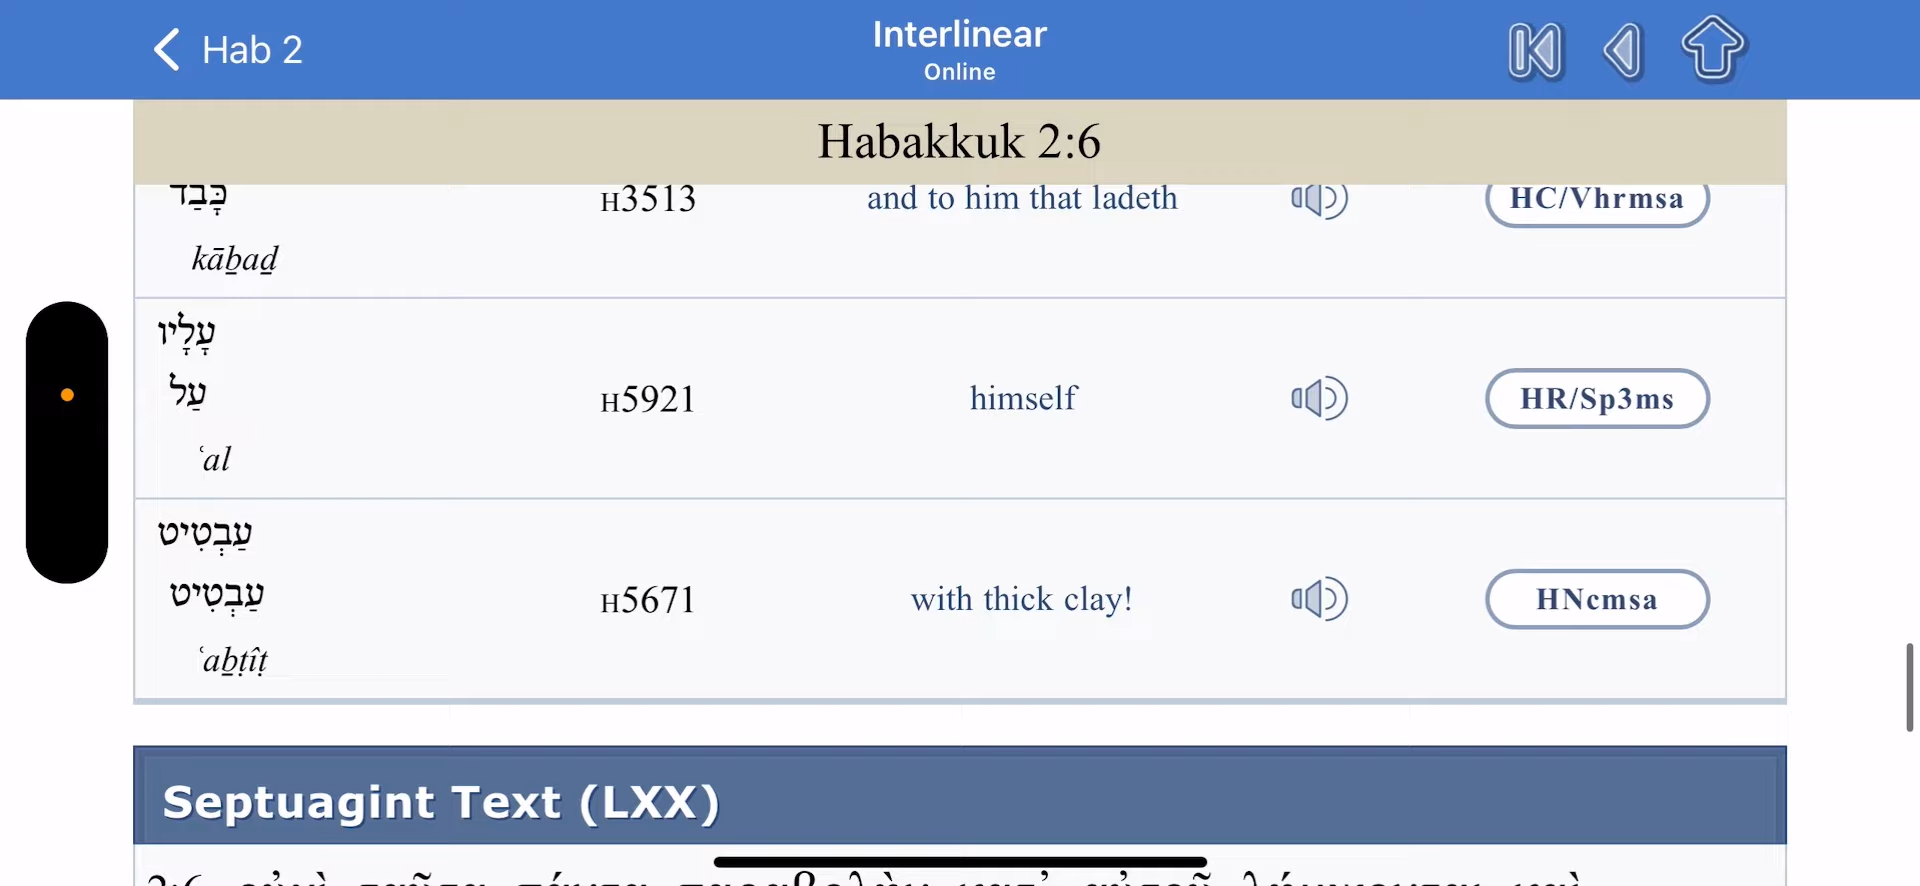 Hab 2
Interlinear
Online
Habakkuk 2:6
כָּבַד H3513 and to him that ladeth HC/Vhrmsa
kāḇaḏ
עָלָיו
עַל H5921 himself HR/Sp3ms
ʿal
עַבְטִיט
עַבְטִיט H5671 with thick clay! HNcmsa
ʿaḇṭîṭ
Septuagint Text (LXX)